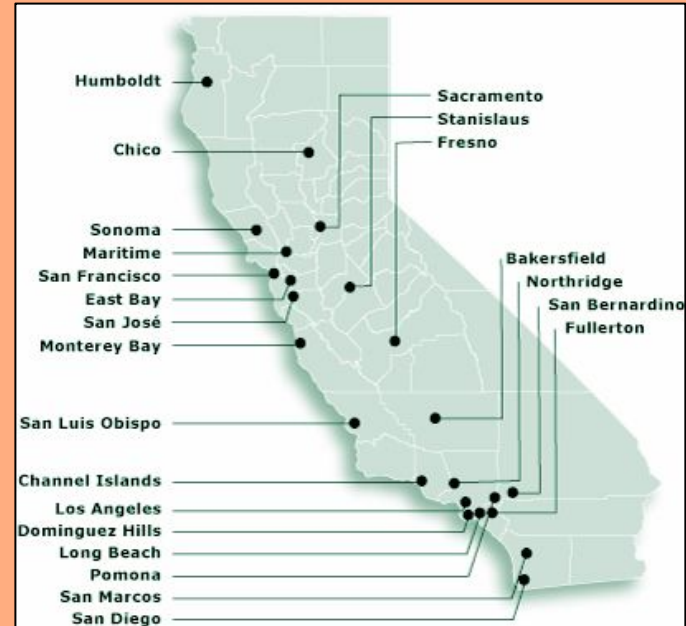 Humboldt
Chico
Sonoma
Maritime
San Francisco
East Bay
San José
Monterey Bay
San Luis Obispo
Channel Islands
Los Angeles
Dominguez Hills
Long Beach
Pomona
San Marcos
San Diego
Sacramento
Stanislaus
Fresno
Bakersfield
Northridge
San Bernardino
Fullerton